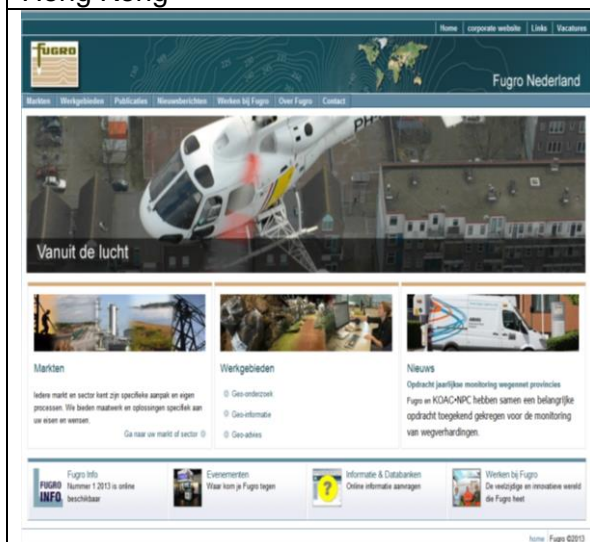 Hong Kong
Home | corporate website | Links | Vacatures
FUGRO
Fugro Nederland
Markten | Werkgebieden | Publicaties | Nieuwsberichten | Werken bij Fugro | Over Fugro | Contact
PH-
Vanuit de lucht
Markten
Iedere markt en sector kent zijn specifieke aanpak en eigen
processen. We bieden maatwerk en oplossingen specifiek aan
uw eisen en wensen.
Ga naar uw markt of sector
Werkgebieden
Geo-onderzoek
Geo-informatie
Geo-advies
Nieuws
Opdracht jaarlijkse monitoring wegennet provincies
Fugro en KOAC•NPC hebben samen een belangrijke
opdracht toegekend gekregen voor de monitoring
van wegverhardingen.
FUGRO
INFO
Fugro Info
Nummer 1 2013 is online
beschikbaar
Evenementen
Waar kom je Fugro tegen
?
Informatie & Databanken
Online informatie aanvragen
Werken bij Fugro
De veelzijdige en innovatieve wereld
die Fugro heet
home | Fugro ©2013